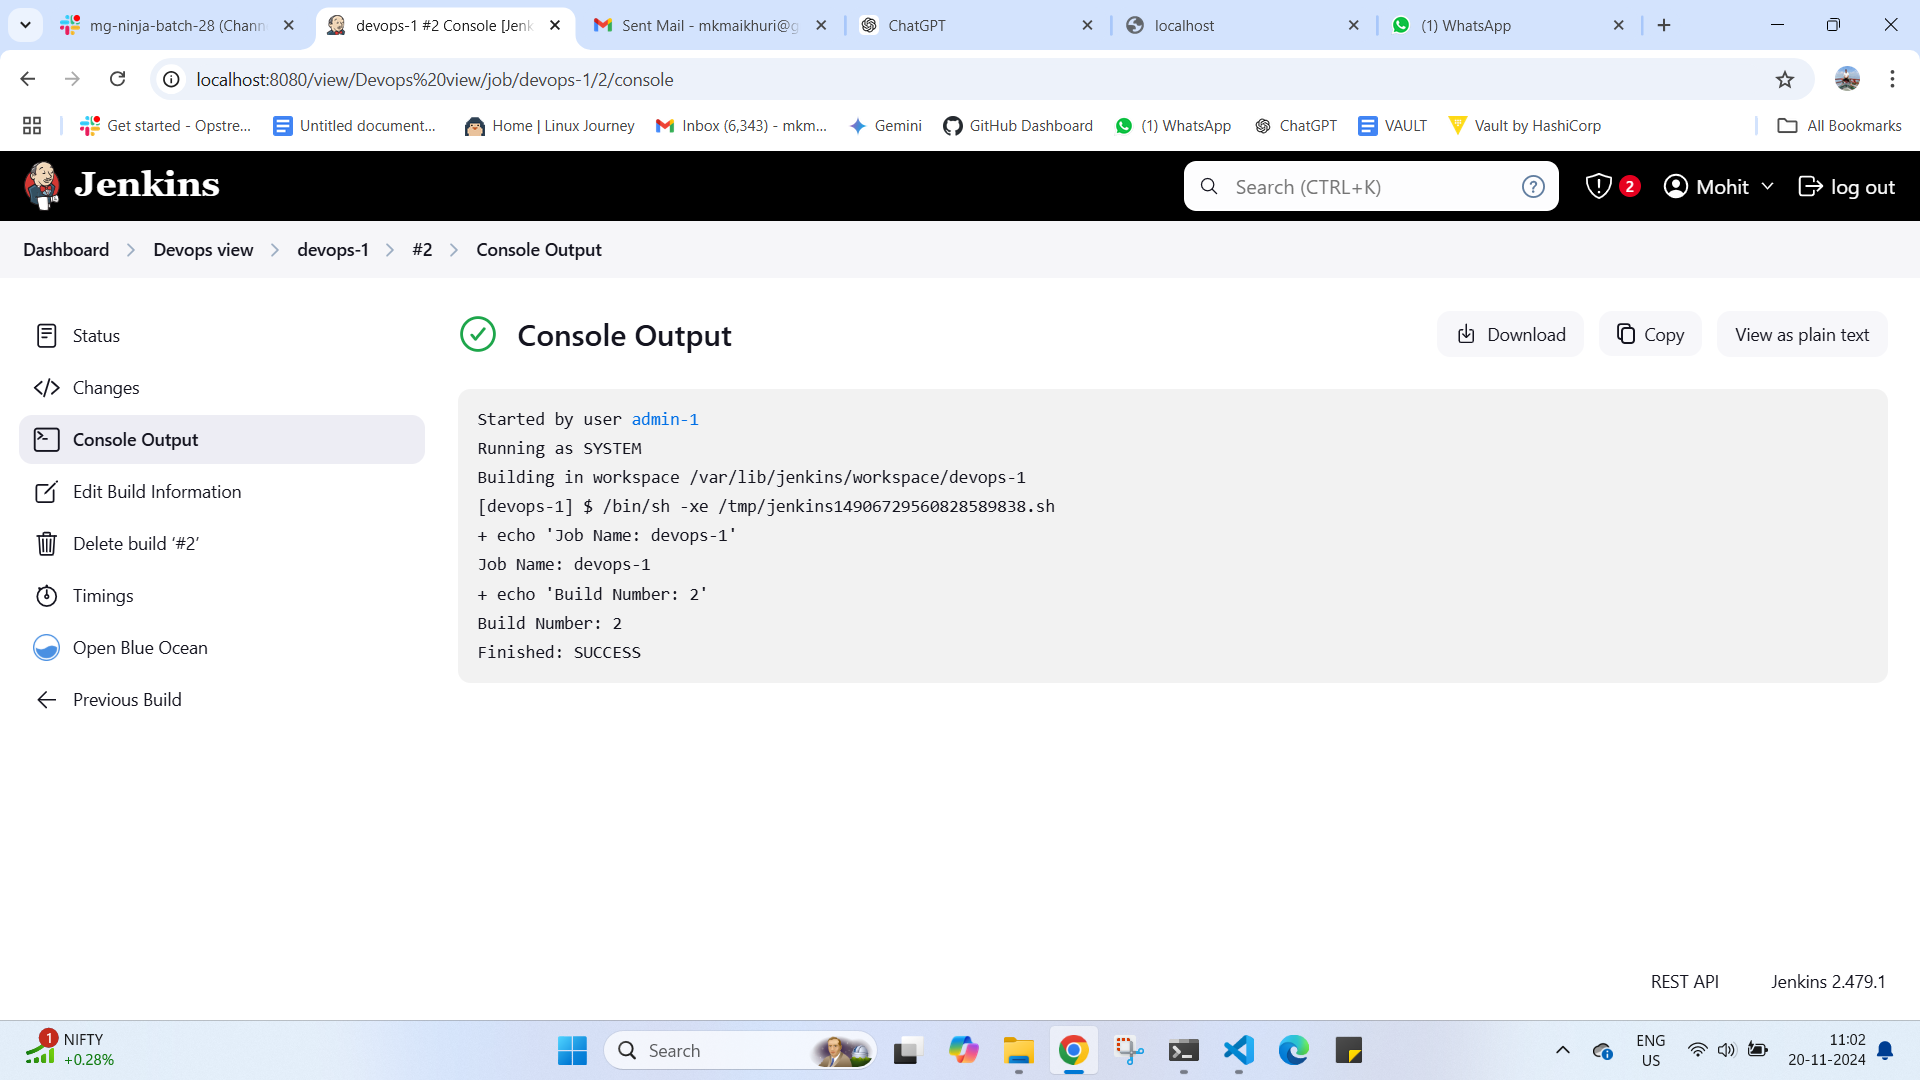 mg-ninja-batch-28 (Chann
devops-1 #2 Console [Jenk
Sent Mail - mkmaikhuri@g
ChatGPT
localhost
(1) WhatsApp
localhost:8080/view/Devops%20view/job/devops-1/2/console
Get started - Opstre...
Untitled document...
Home | Linux Journey
Inbox (6,343) - mkm...
Gemini
GitHub Dashboard
(1) WhatsApp
ChatGPT
VAULT
Vault by HashiCorp
All Bookmarks
Jenkins
Search (CTRL+K)
?
2
Mohit
log out
Dashboard
Devops view
devops-1
#2
Console Output
Status
Changes
Console Output
Edit Build Information
Delete build ‘#2’
Timings
Open Blue Ocean
Previous Build
Console Output
Download
Copy
View as plain text
Started by user admin-1
Running as SYSTEM
Building in workspace /var/lib/jenkins/workspace/devops-1
[devops-1] $ /bin/sh -xe /tmp/jenkins14906729560828589838.sh
+ echo 'Job Name: devops-1'
Job Name: devops-1
+ echo 'Build Number: 2'
Build Number: 2
Finished: SUCCESS
REST API
Jenkins 2.479.1
1
NIFTY
+0.28%
Search
ENG
US
11:02
20-11-2024